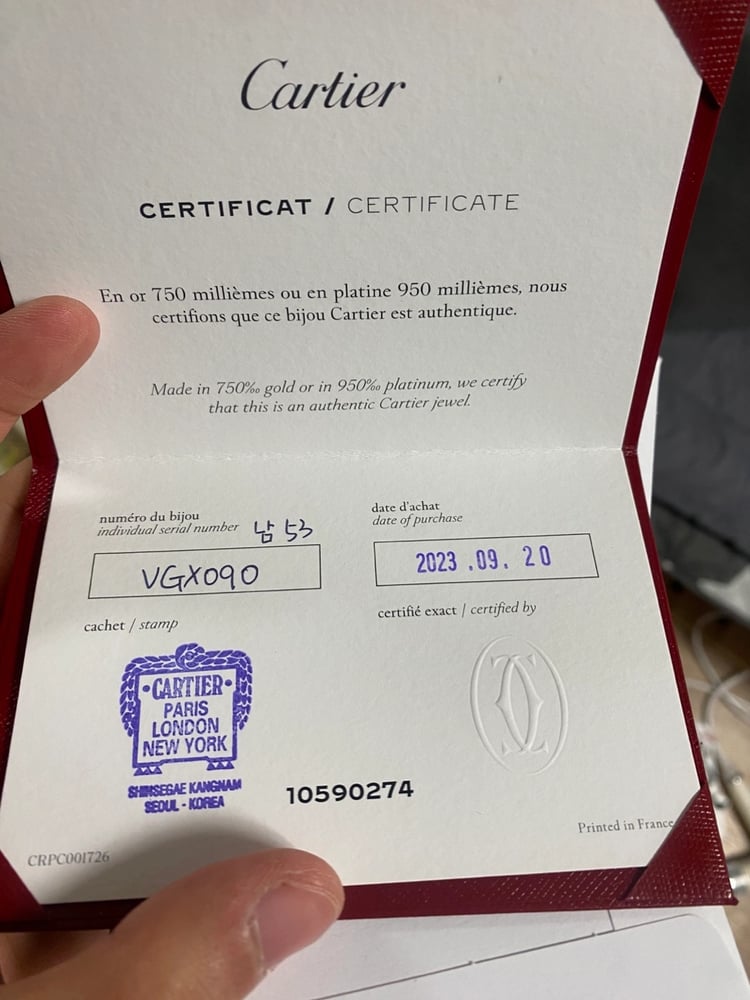 Cartier
CERTIFICAT / CERTIFICATE
En or 750 millièmes ou en platine 950 millièmes, nous
certifions que ce bijou Cartier est authentique.
Made in 750‰ gold or in 950‰ platinum, we certify
that this is an authentic Cartier jewel.
numéro du bijou
individual serial number 남 53
VGX090
date d'achat
date of purchase
2023.09.20
cachet / stamp
certifié exact / certified by
·CARTIER·
PARIS
LONDON
NEW YORK
SHINSEGAE KANGNAM
SEOUL - KOREA
10590274
Printed in France
CRPC001726